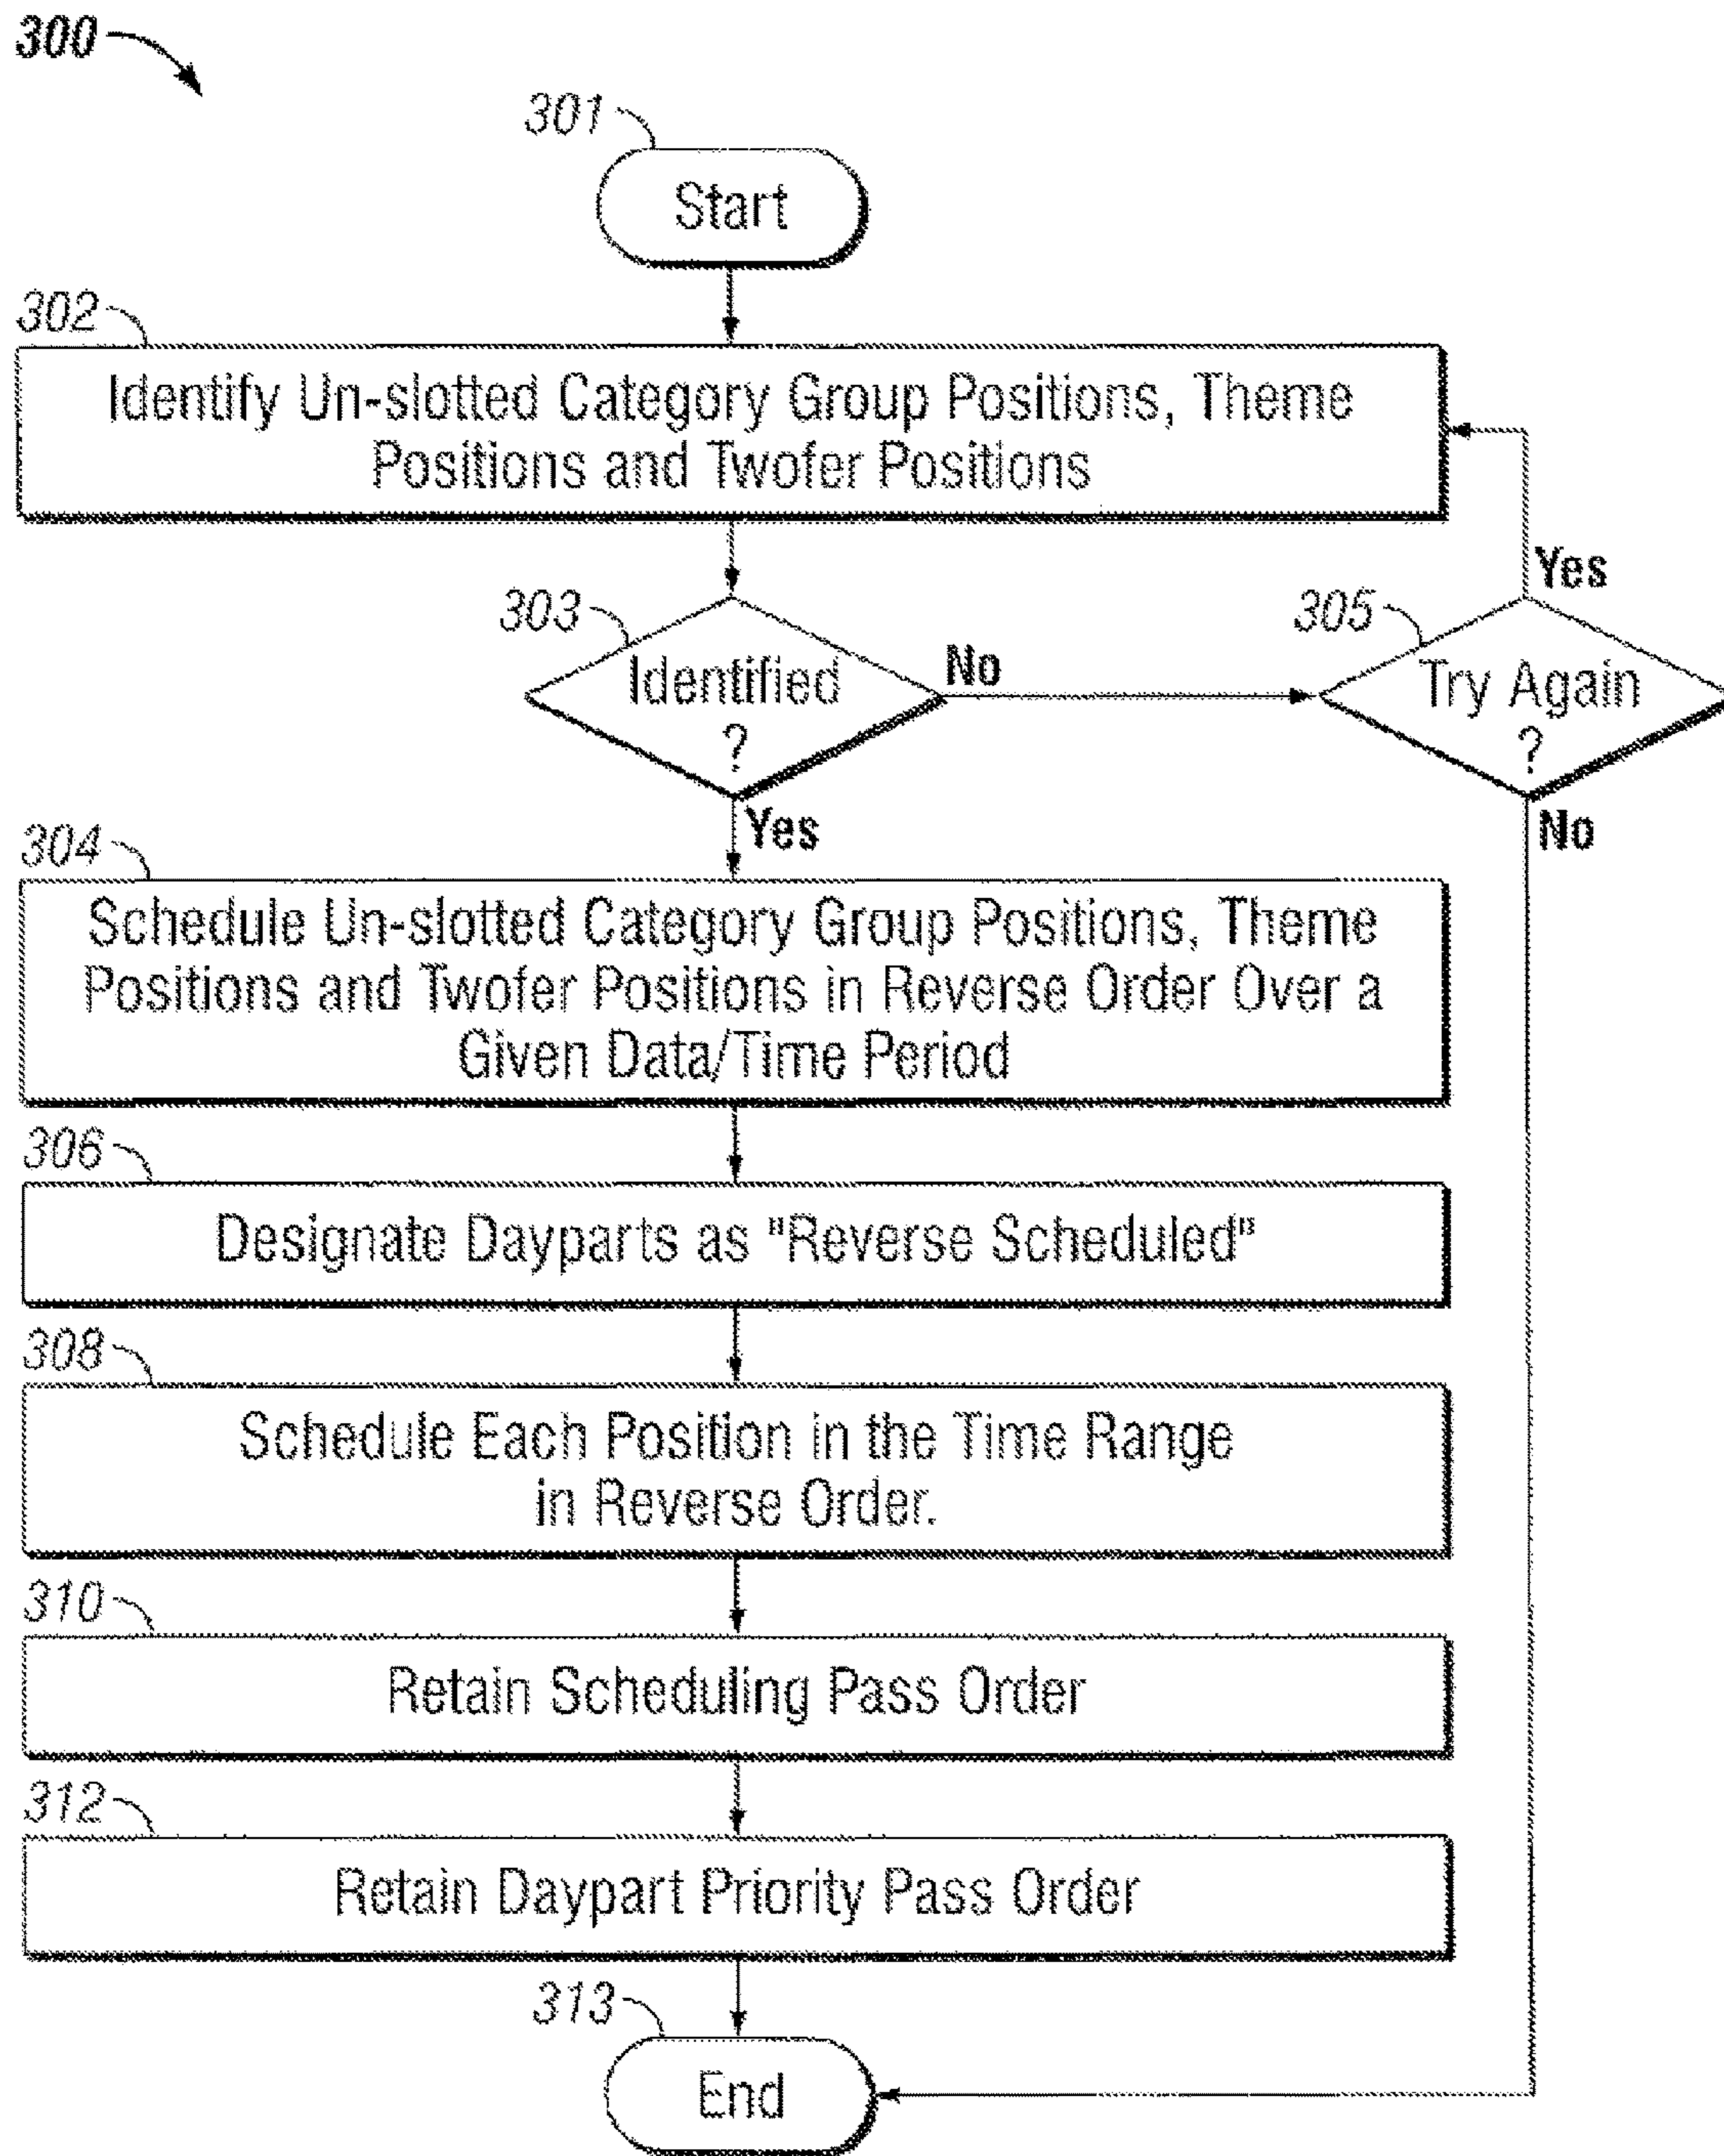 300
301
Start
302
Identify Un-slotted Category Group Positions, Theme
Positions and Twofer Positions
Yes
303
Identified
?
No
305
Try Again
?
Yes
No
304
Schedule Un-slotted Category Group Positions, Theme
Positions and Twofer Positions in Reverse Order Over a
Given Data/Time Period
306
Designate Dayparts as "Reverse Scheduled"
308
Schedule Each Position in the Time Range
in Reverse Order.
310
Retain Scheduling Pass Order
312
Retain Daypart Priority Pass Order
313
End